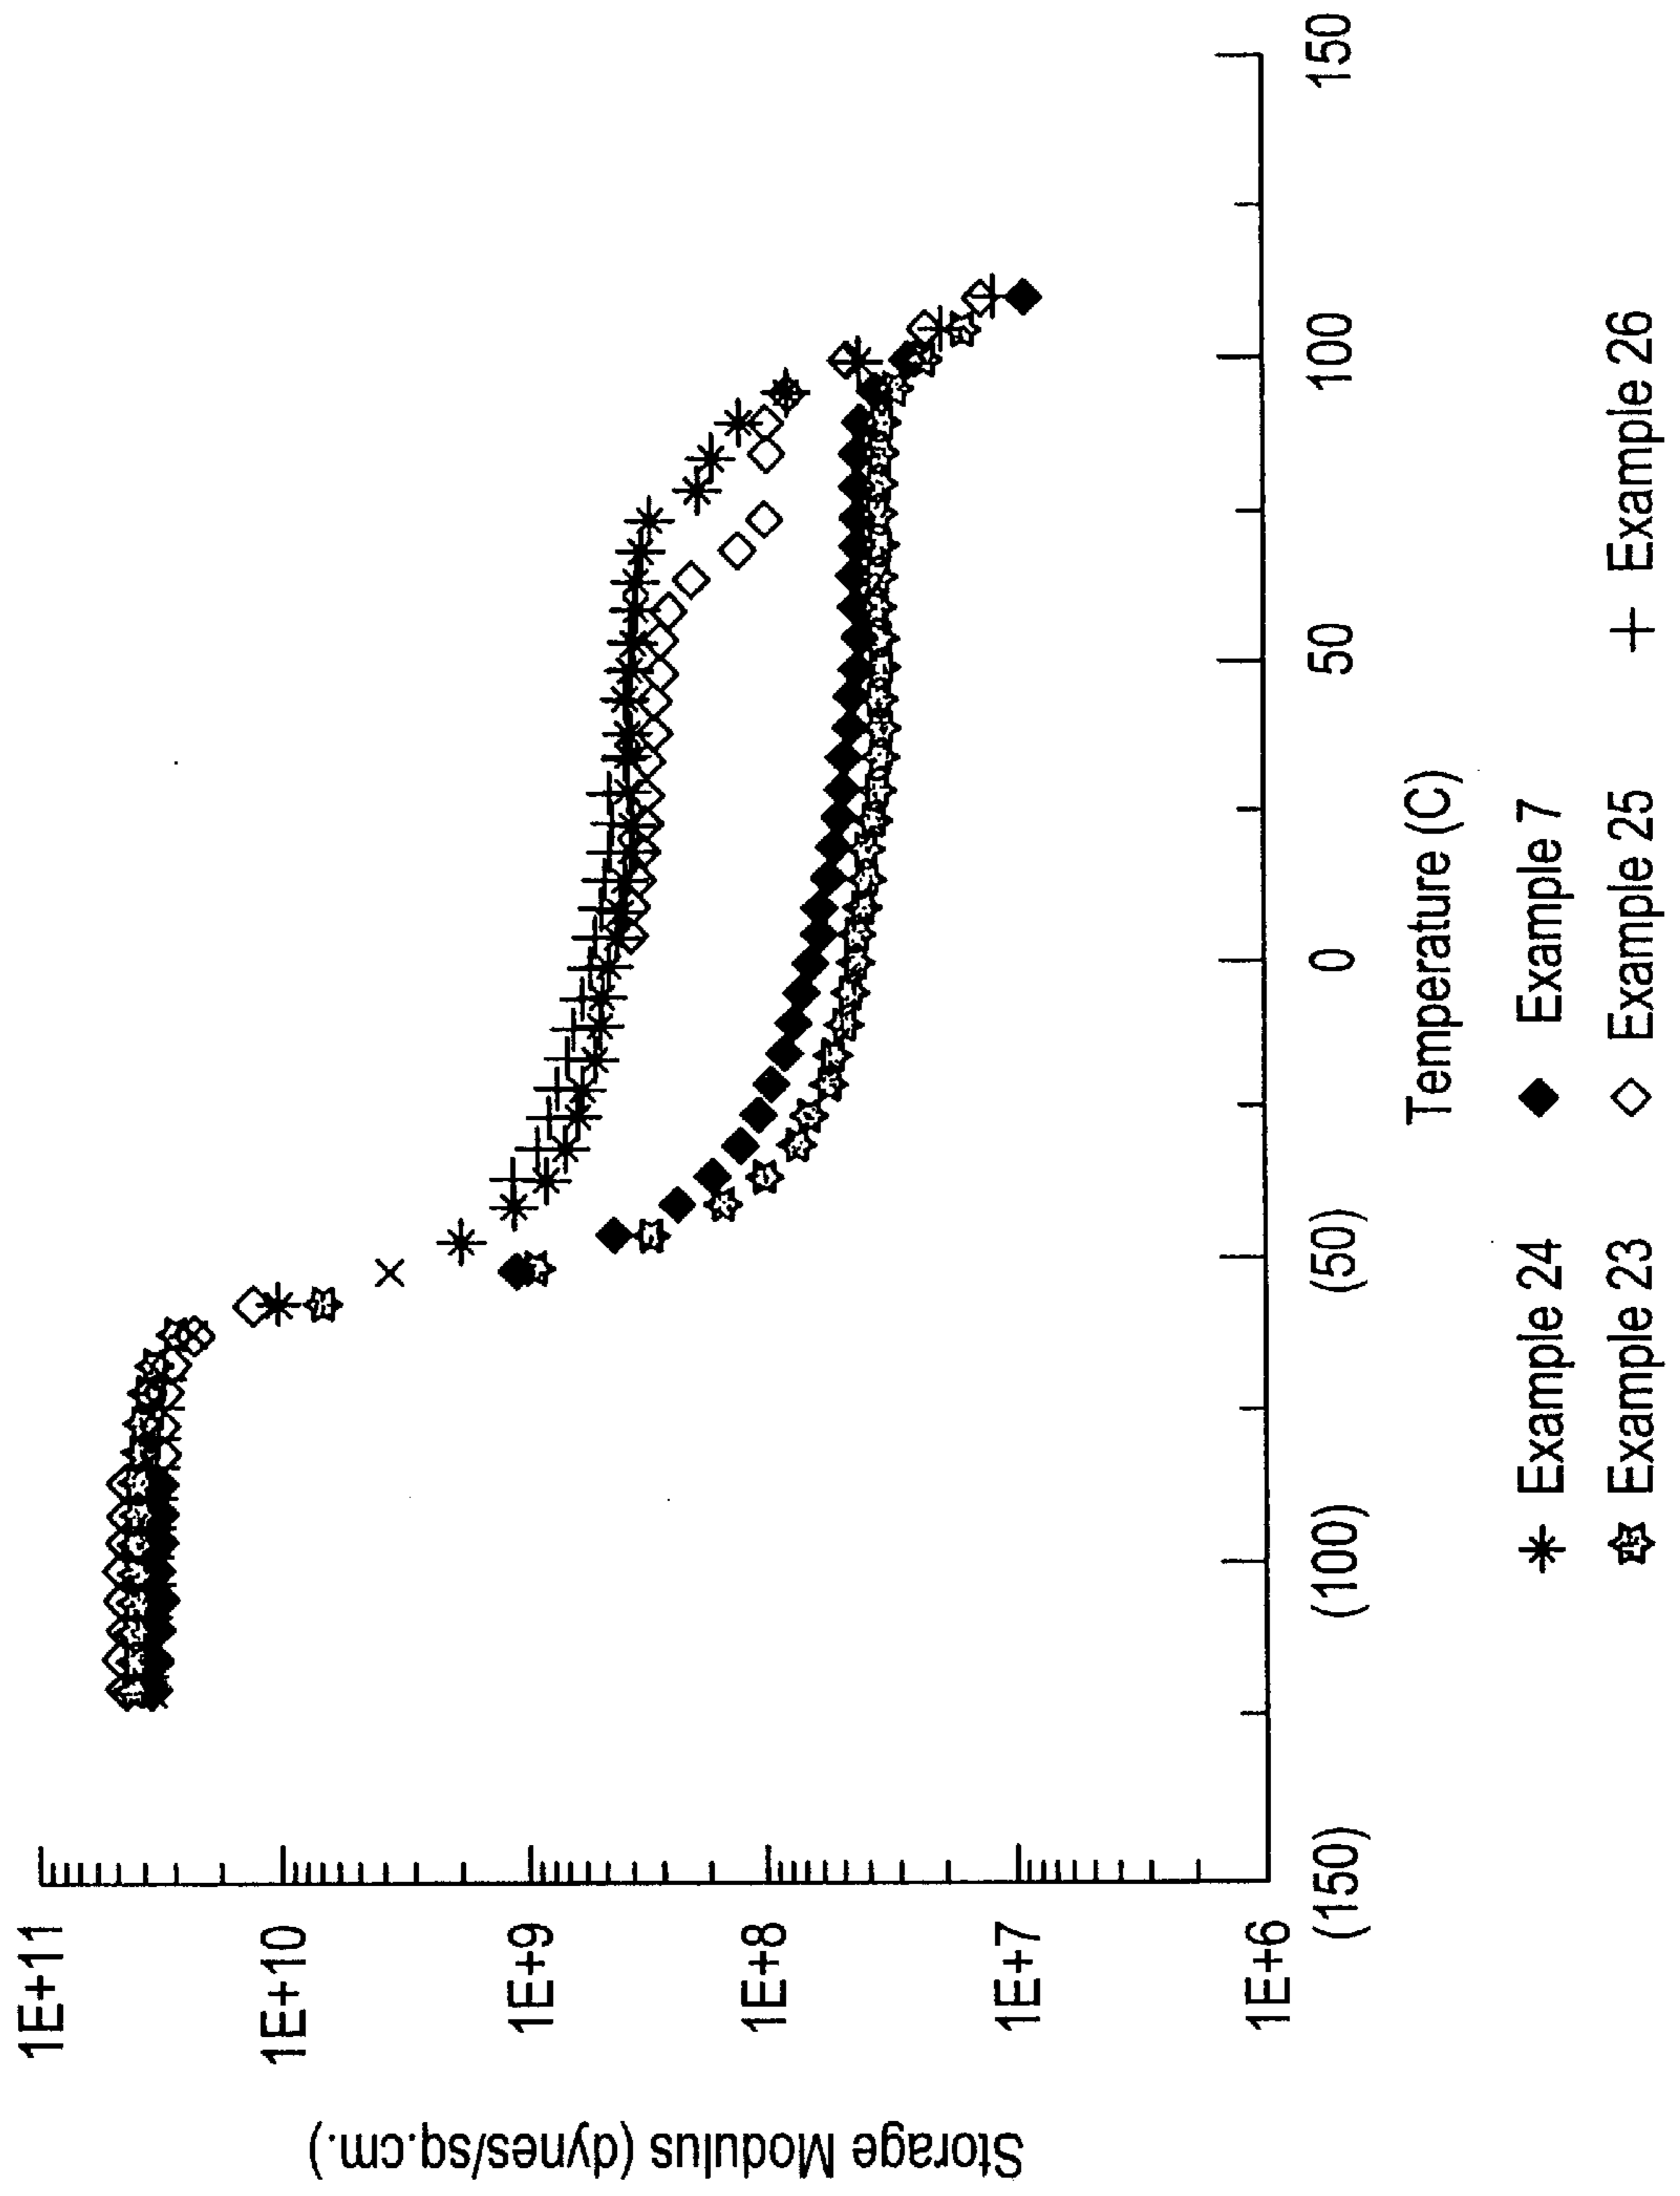 Storage Modulus (dynes/sq.cm.)
1E+11
1E+10
1E+9
1E+8
1E+7
1E+6
(150)
(100)
(50)
0
50
100
150
Temperature (C)
Example 24
Example 7
Example 23
Example 25
Example 26